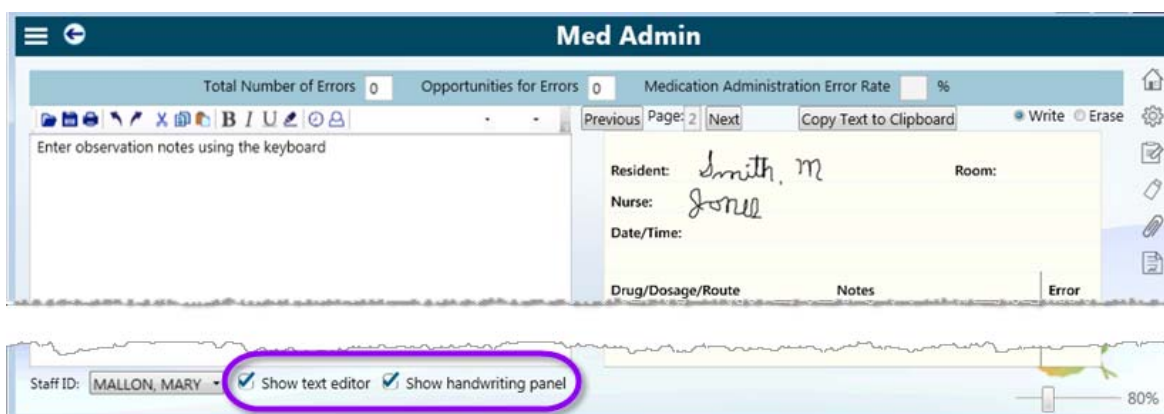 Med Admin
Total Number of Errors 0 Opportunities for Errors 0 Medication Administration Error Rate %
B I U
Previous Page: 2 Next Copy Text to Clipboard Write Erase
Enter observation notes using the keyboard
Resident: Smith, M Room:
Nurse: Jones
Date/Time:
Drug/Dosage/Route Notes Error
Staff ID: MALLON, MARY Show text editor Show handwriting panel
80%